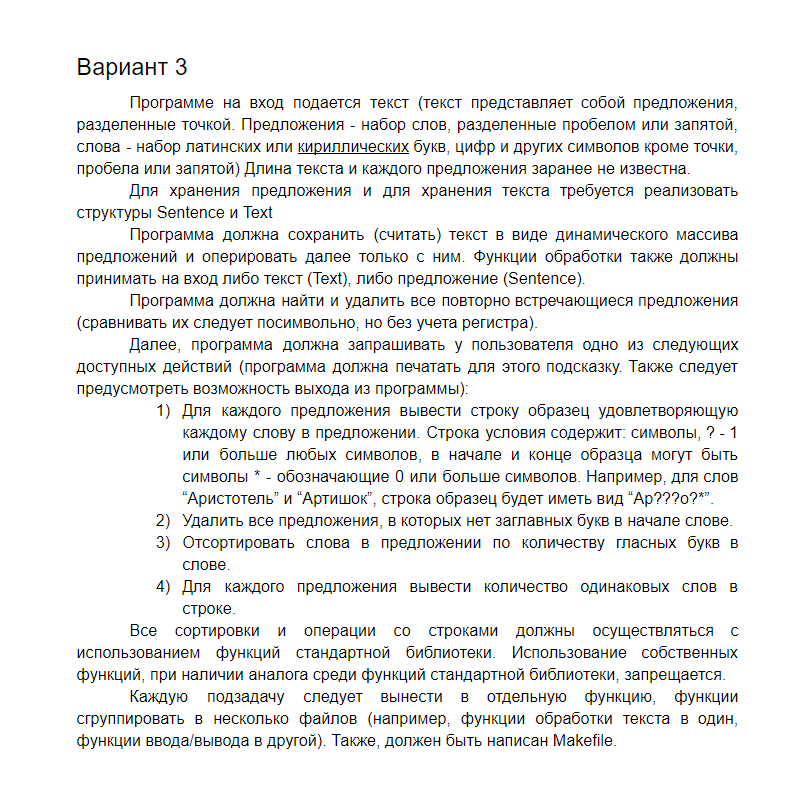 Вариант 3
Программе на вход подается текст (текст представляет собой предложения,
разделенные точкой. Предложения - набор слов, разделенные пробелом или запятой,
слова - набор латинских или кириллических букв, цифр и других символов кроме точки,
пробела или запятой) Длина текста и каждого предложения заранее не известна.
Для хранения предложения и для хранения текста требуется реализовать
структуры Sentence и Text
Программа должна сохранить (считать) текст в виде динамического массива
предложений и оперировать далее только с ним. Функции обработки также должны
принимать на вход либо текст (Text), либо предложение (Sentence).
Программа должна найти и удалить все повторно встречающиеся предложения
(сравнивать их следует посимвольно, но без учета регистра).
Далее, программа должна запрашивать у пользователя одно из следующих
доступных действий (программа должна печатать для этого подсказку. Также следует
предусмотреть возможность выхода из программы):
1) Для каждого предложения вывести строку образец удовлетворяющую
каждому слову в предложении. Строка условия содержит: символы, ? - 1
или больше любых символов, в начале и конце образца могут быть
символы * - обозначающие 0 или больше символов. Например, для слов
“Аристотель” и “Артишок”, строка образец будет иметь вид “Ар???о?*”.
2) Удалить все предложения, в которых нет заглавных букв в начале слове.
3) Отсортировать слова в предложении по количеству гласных букв в
слове.
4) Для каждого предложения вывести количество одинаковых слов в
строке.
Все сортировки и операции со строками должны осуществляться с
использованием функций стандартной библиотеки. Использование собственных
функций, при наличии аналога среди функций стандартной библиотеки, запрещается.
Каждую подзадачу следует вынести в отдельную функцию, функции
сгруппировать в несколько файлов (например, функции обработки текста в один,
функции ввода/вывода в другой). Также, должен быть написан Makefile.